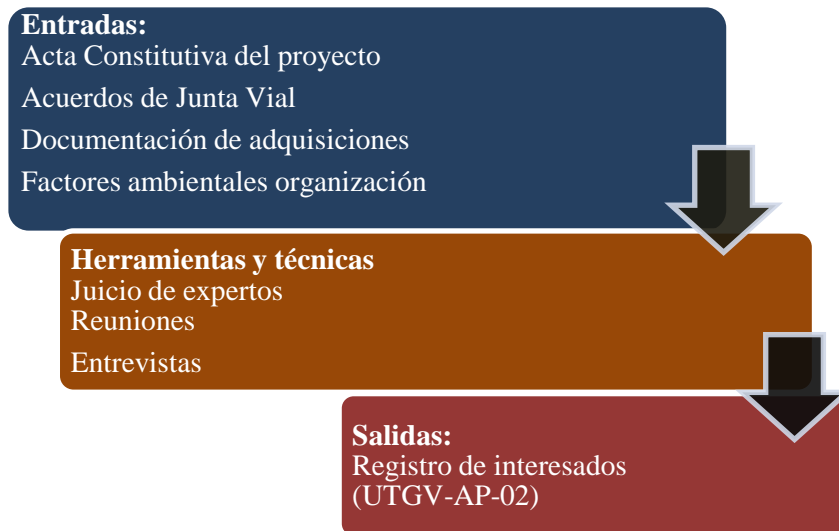 Entradas:
Acta Constitutiva del proyecto
Acuerdos de Junta Vial
Documentación de adquisiciones
Factores ambientales organización
Herramientas y técnicas
Juicio de expertos
Reuniones
Entrevistas
Salidas:
Registro de interesados
(UTGV-AP-02)